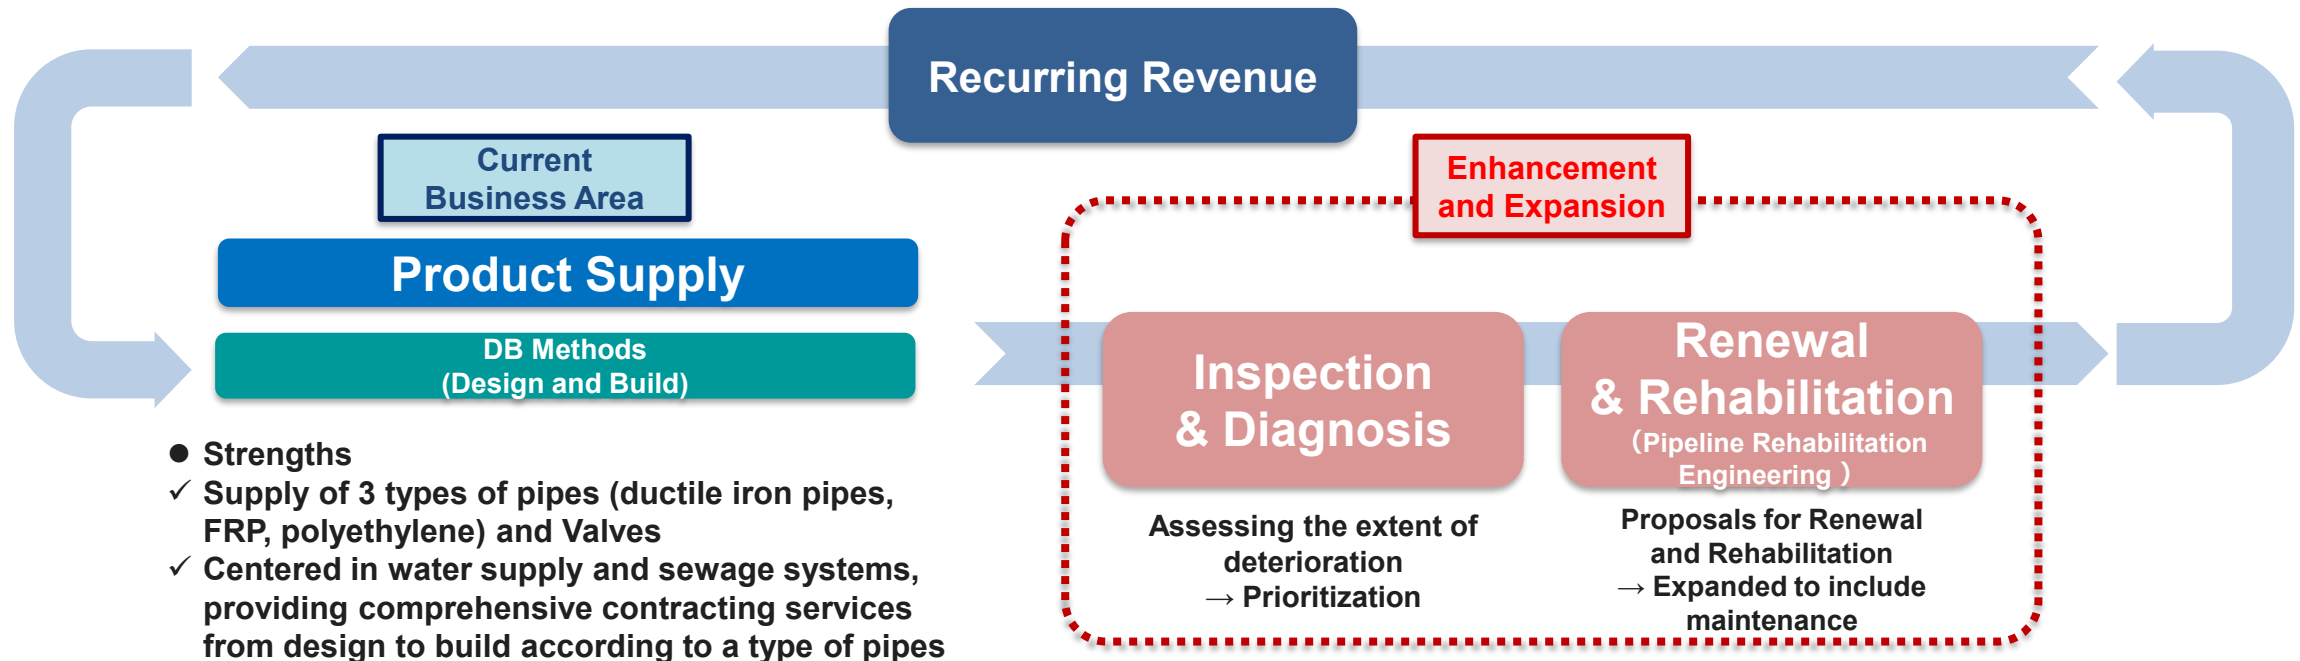 Recurring Revenue
Current
Business Area
Product Supply
DB Methods
(Design and Build)
● Strengths
✓ Supply of 3 types of pipes (ductile iron pipes,
FRP, polyethylene) and Valves
✓ Centered in water supply and sewage systems,
providing comprehensive contracting services
from design to build according to a type of pipes
Enhancement
and Expansion
Inspection
& Diagnosis
Assessing the extent of
deterioration
→ Prioritization
Renewal
& Rehabilitation
（Pipeline Rehabilitation
Engineering ）
Proposals for Renewal
and Rehabilitation
→ Expanded to include
maintenance